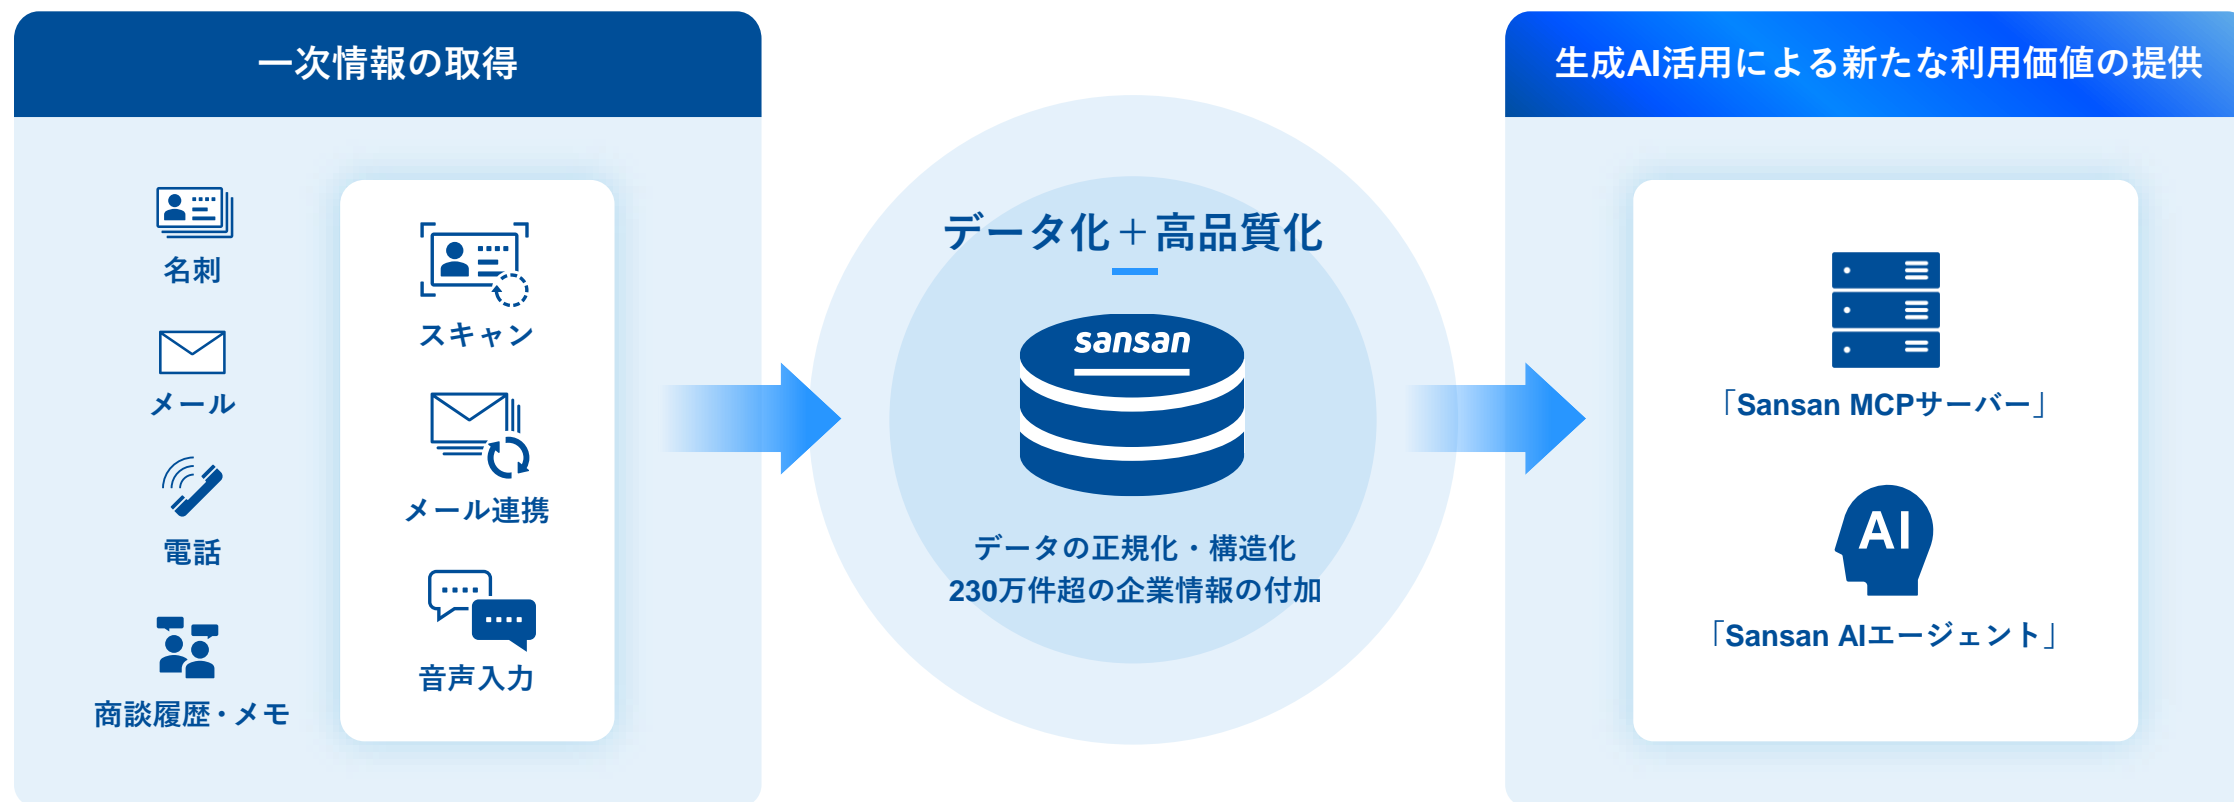 一次情報の取得
名刺
メール
電話
商談履歴・メモ
スキャン
メール連携
音声入力
データ化＋高品質化
sansan
データの正規化・構造化
230万件超の企業情報の付加
生成AI活用による新たな利用価値の提供
「Sansan MCPサーバー」
AI
「Sansan AIエージェント」